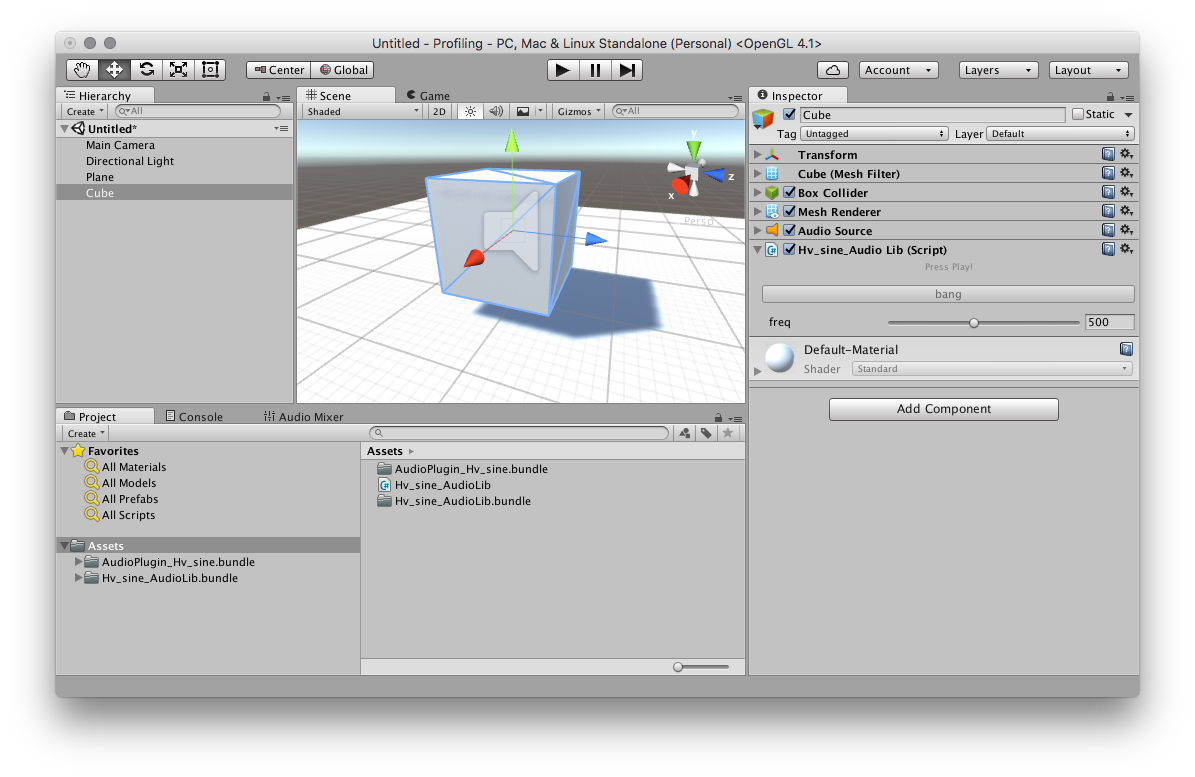 Untitled - Profiling - PC, Mac & Linux Standalone (Personal) <OpenGL 4.1>
Center Global Account Layers Layout
Hierarchy
Create All
Untitled*
Main Camera
Directional Light
Plane
Cube
Scene Game
Shaded 2D Gizmos All
y
z
x
Persp
Inspector
Cube Static
Tag Untagged Layer Default
Transform
Cube (Mesh Filter)
Box Collider
Mesh Renderer
Audio Source
Hv_sine_Audio Lib (Script)
Press Play!
bang
freq 500
Default-Material
Shader Standard
Add Component
Project Console Audio Mixer
Create
Favorites
All Materials
All Models
All Prefabs
All Scripts
Assets
AudioPlugin_Hv_sine.bundle
Hv_sine_AudioLib.bundle
Assets
AudioPlugin_Hv_sine.bundle
Hv_sine_AudioLib
Hv_sine_AudioLib.bundle